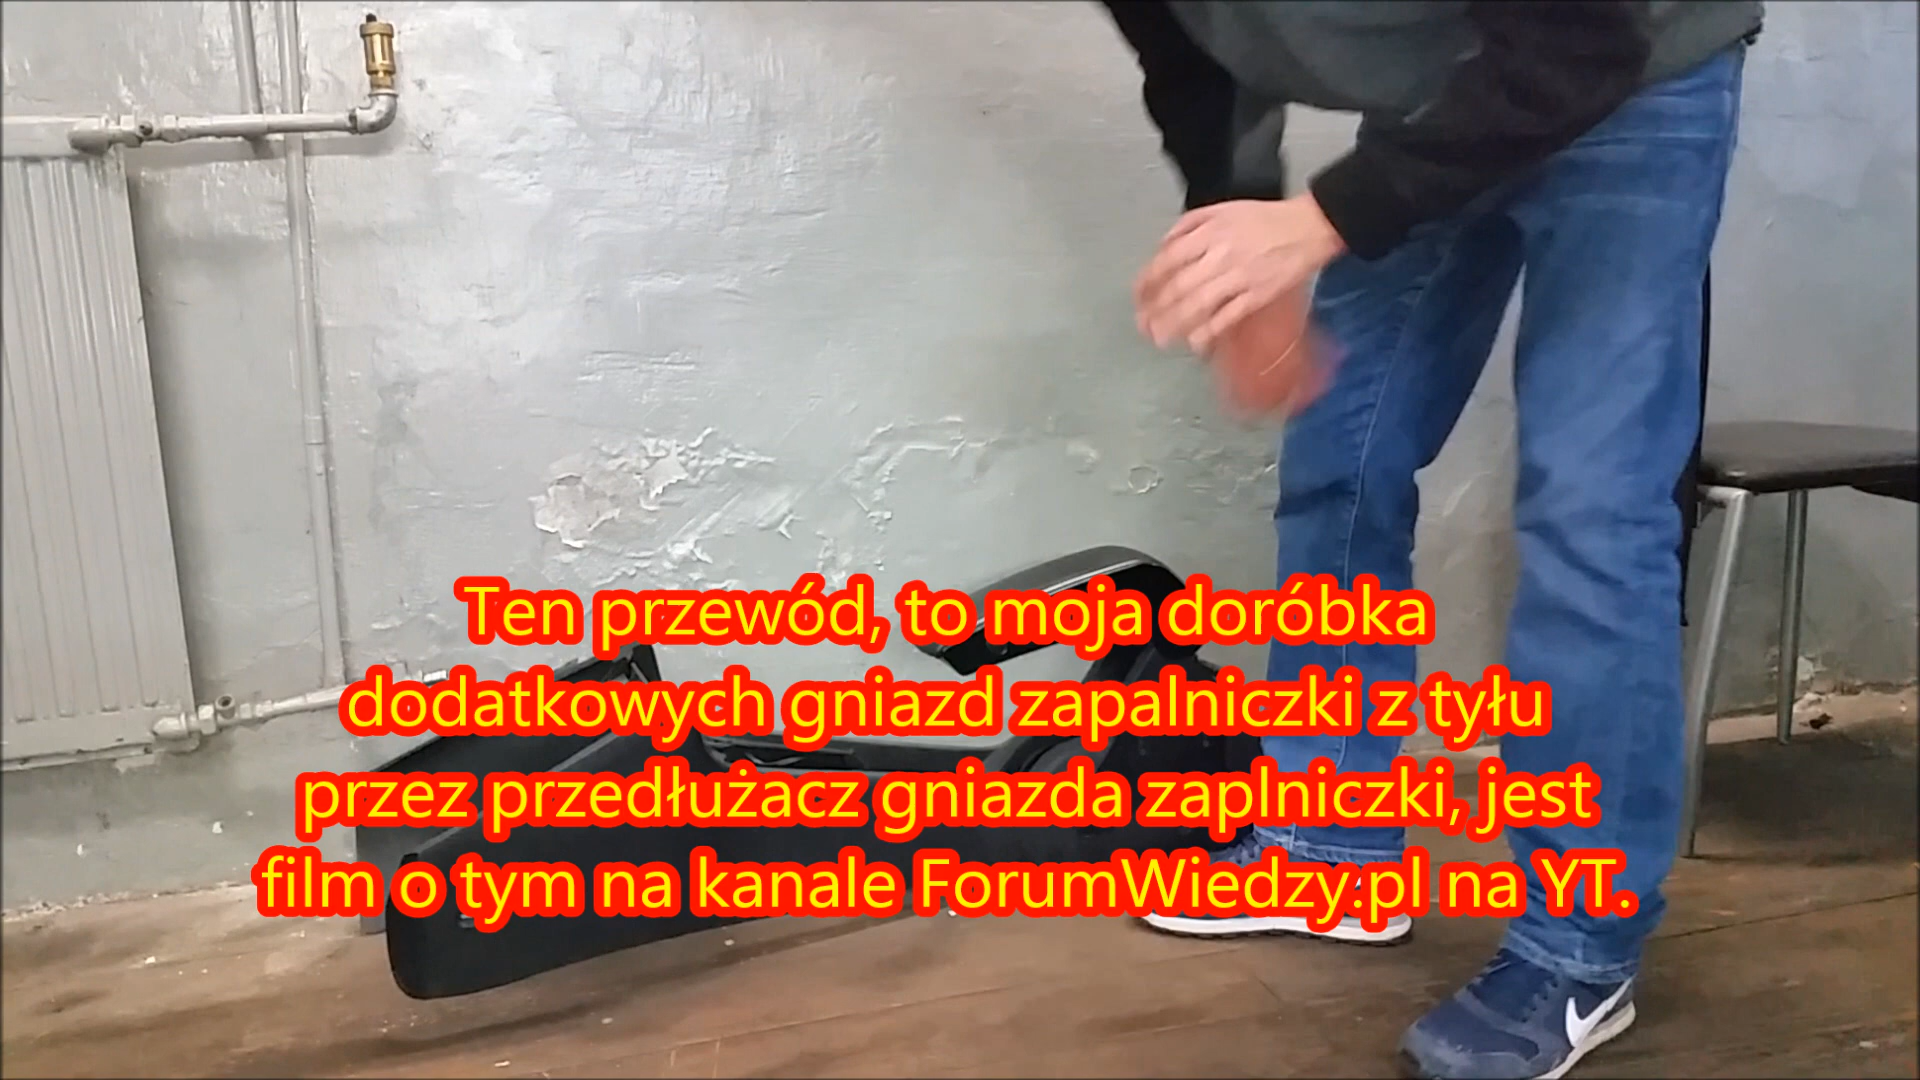 Ten przewód, to moja doróbka
dodatkowych gniazd zapalniczki z tyłu
przez przedłużacz gniazda zaplniczki, jest
film o tym na kanale ForumWiedzy.pl na YT.